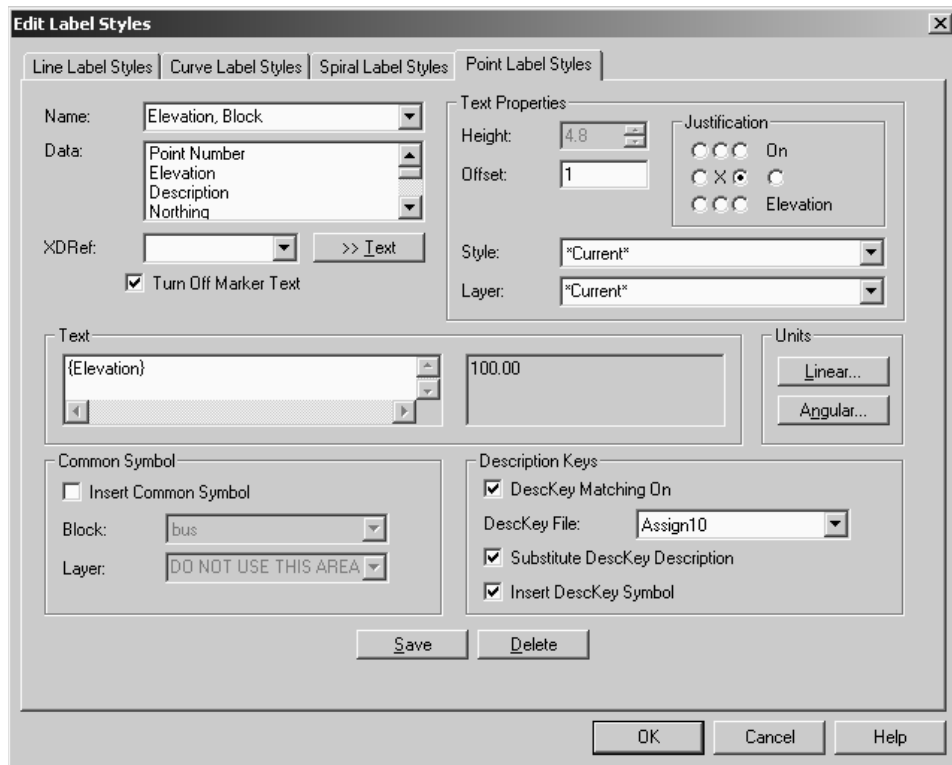 Edit Label Styles
Line Label Styles Curve Label Styles Spiral Label Styles Point Label Styles
Name: Elevation, Block
Data: Point Number
Elevation
Description
Northing
XDRef: >> Text
Turn Off Marker Text
Text Properties
Height: 4.8
Offset: 1
Justification
On
X
Elevation
Style: *Current*
Layer: *Current*
Text
{Elevation} 100.00
Units
Linear...
Angular...
Common Symbol
Insert Common Symbol
Block: bus
Layer: DO NOT USE THIS AREA
Description Keys
DescKey Matching On
DescKey File: Assign10
Substitute DescKey Description
Insert DescKey Symbol
Save Delete
OK Cancel Help